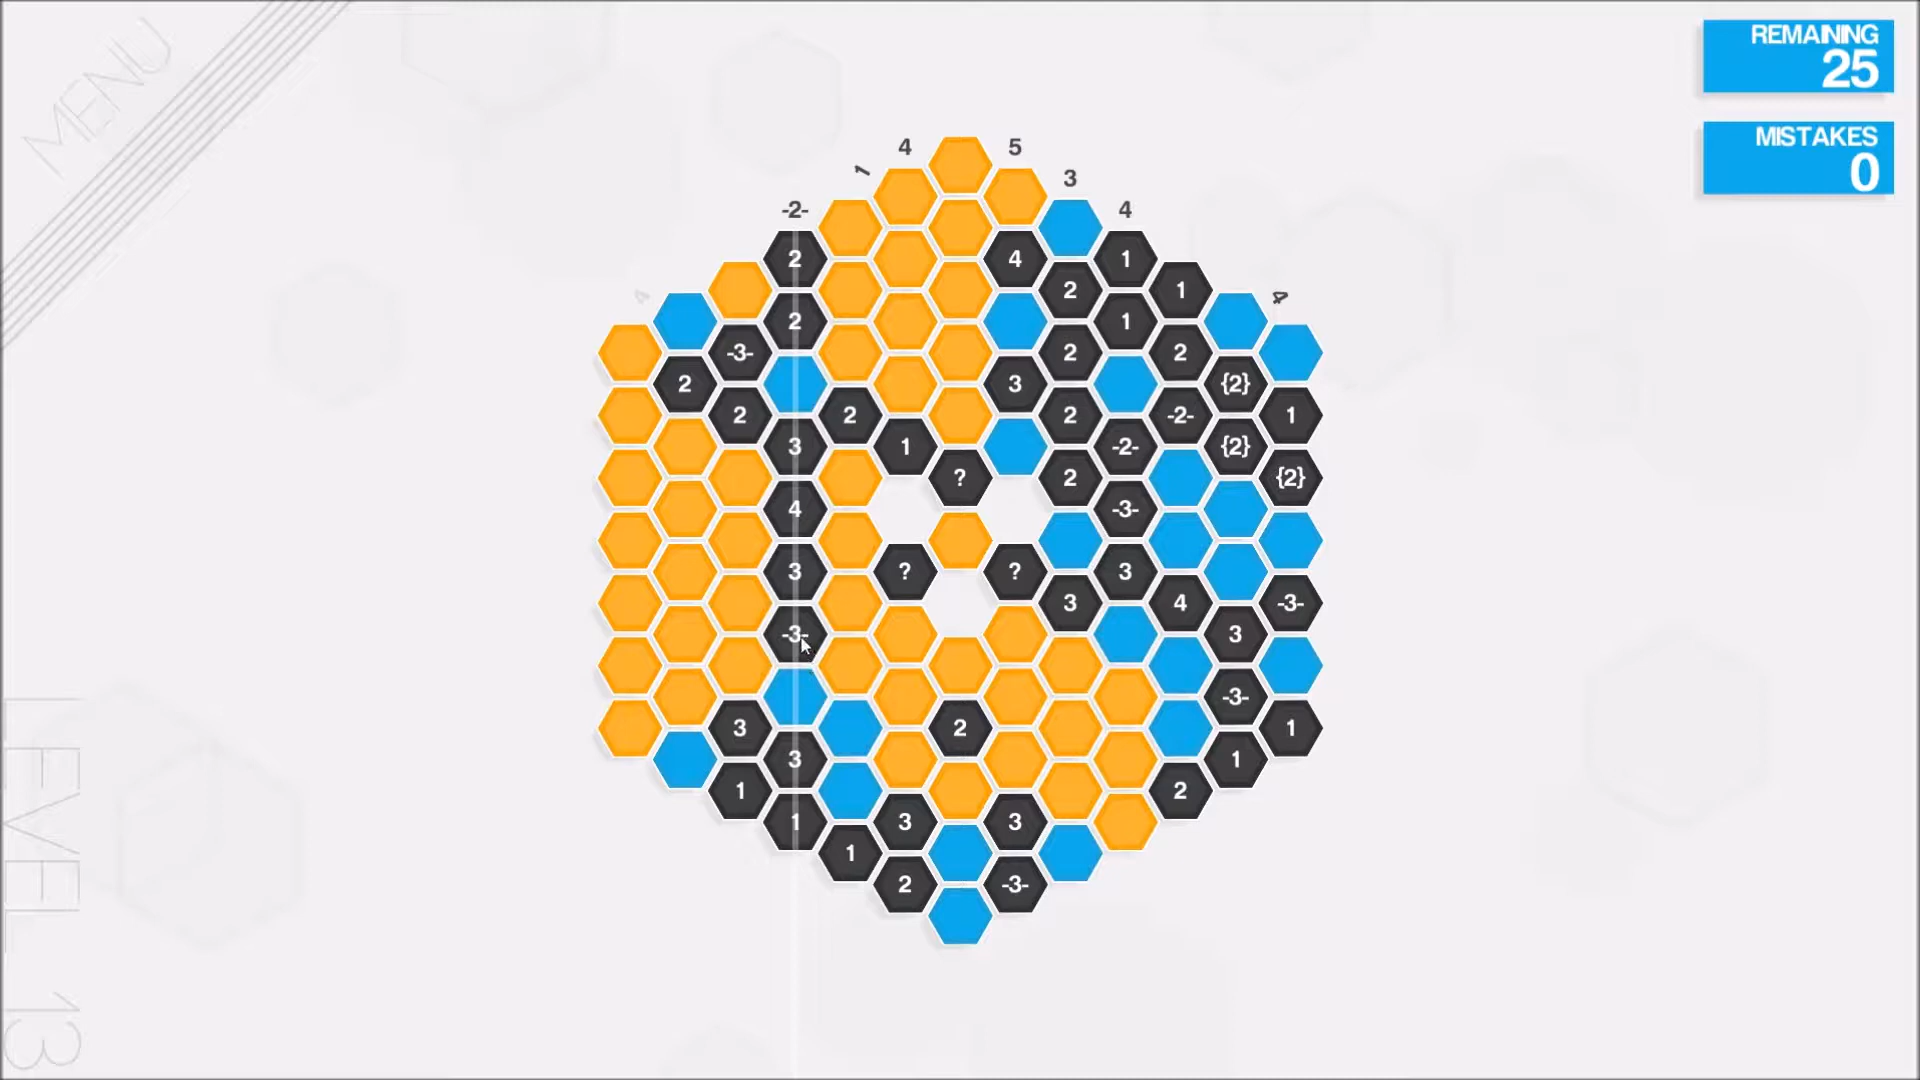 MENU
REMAINING
25
MISTAKES
0
4 5
1
3
-2- 4
2 4 1
2 1
4 4
2 1
-3- 2 2
2 3 {2}
2 2 2 -2- 1
3 1 -2- {2}
? 2 {2}
4 -3-
3 ? ? 3
3 4 -3-
-3- 3
-3-
3 2 1
3 1
1 2
1 3 3
1
2 -3-
LEVEL 13